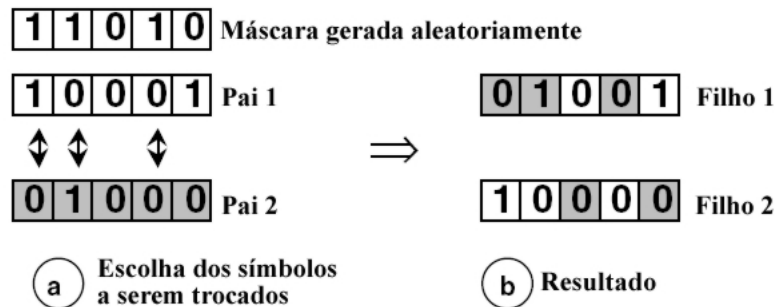 1 1 0 1 0 Máscara gerada aleatoriamente
1 0 0 0 1 Pai 1
0 1 0 0 1 Filho 1
0 1 0 0 0 Pai 2
1 0 0 0 0 Filho 2
a Escolha dos símbolos
a serem trocados
b Resultado